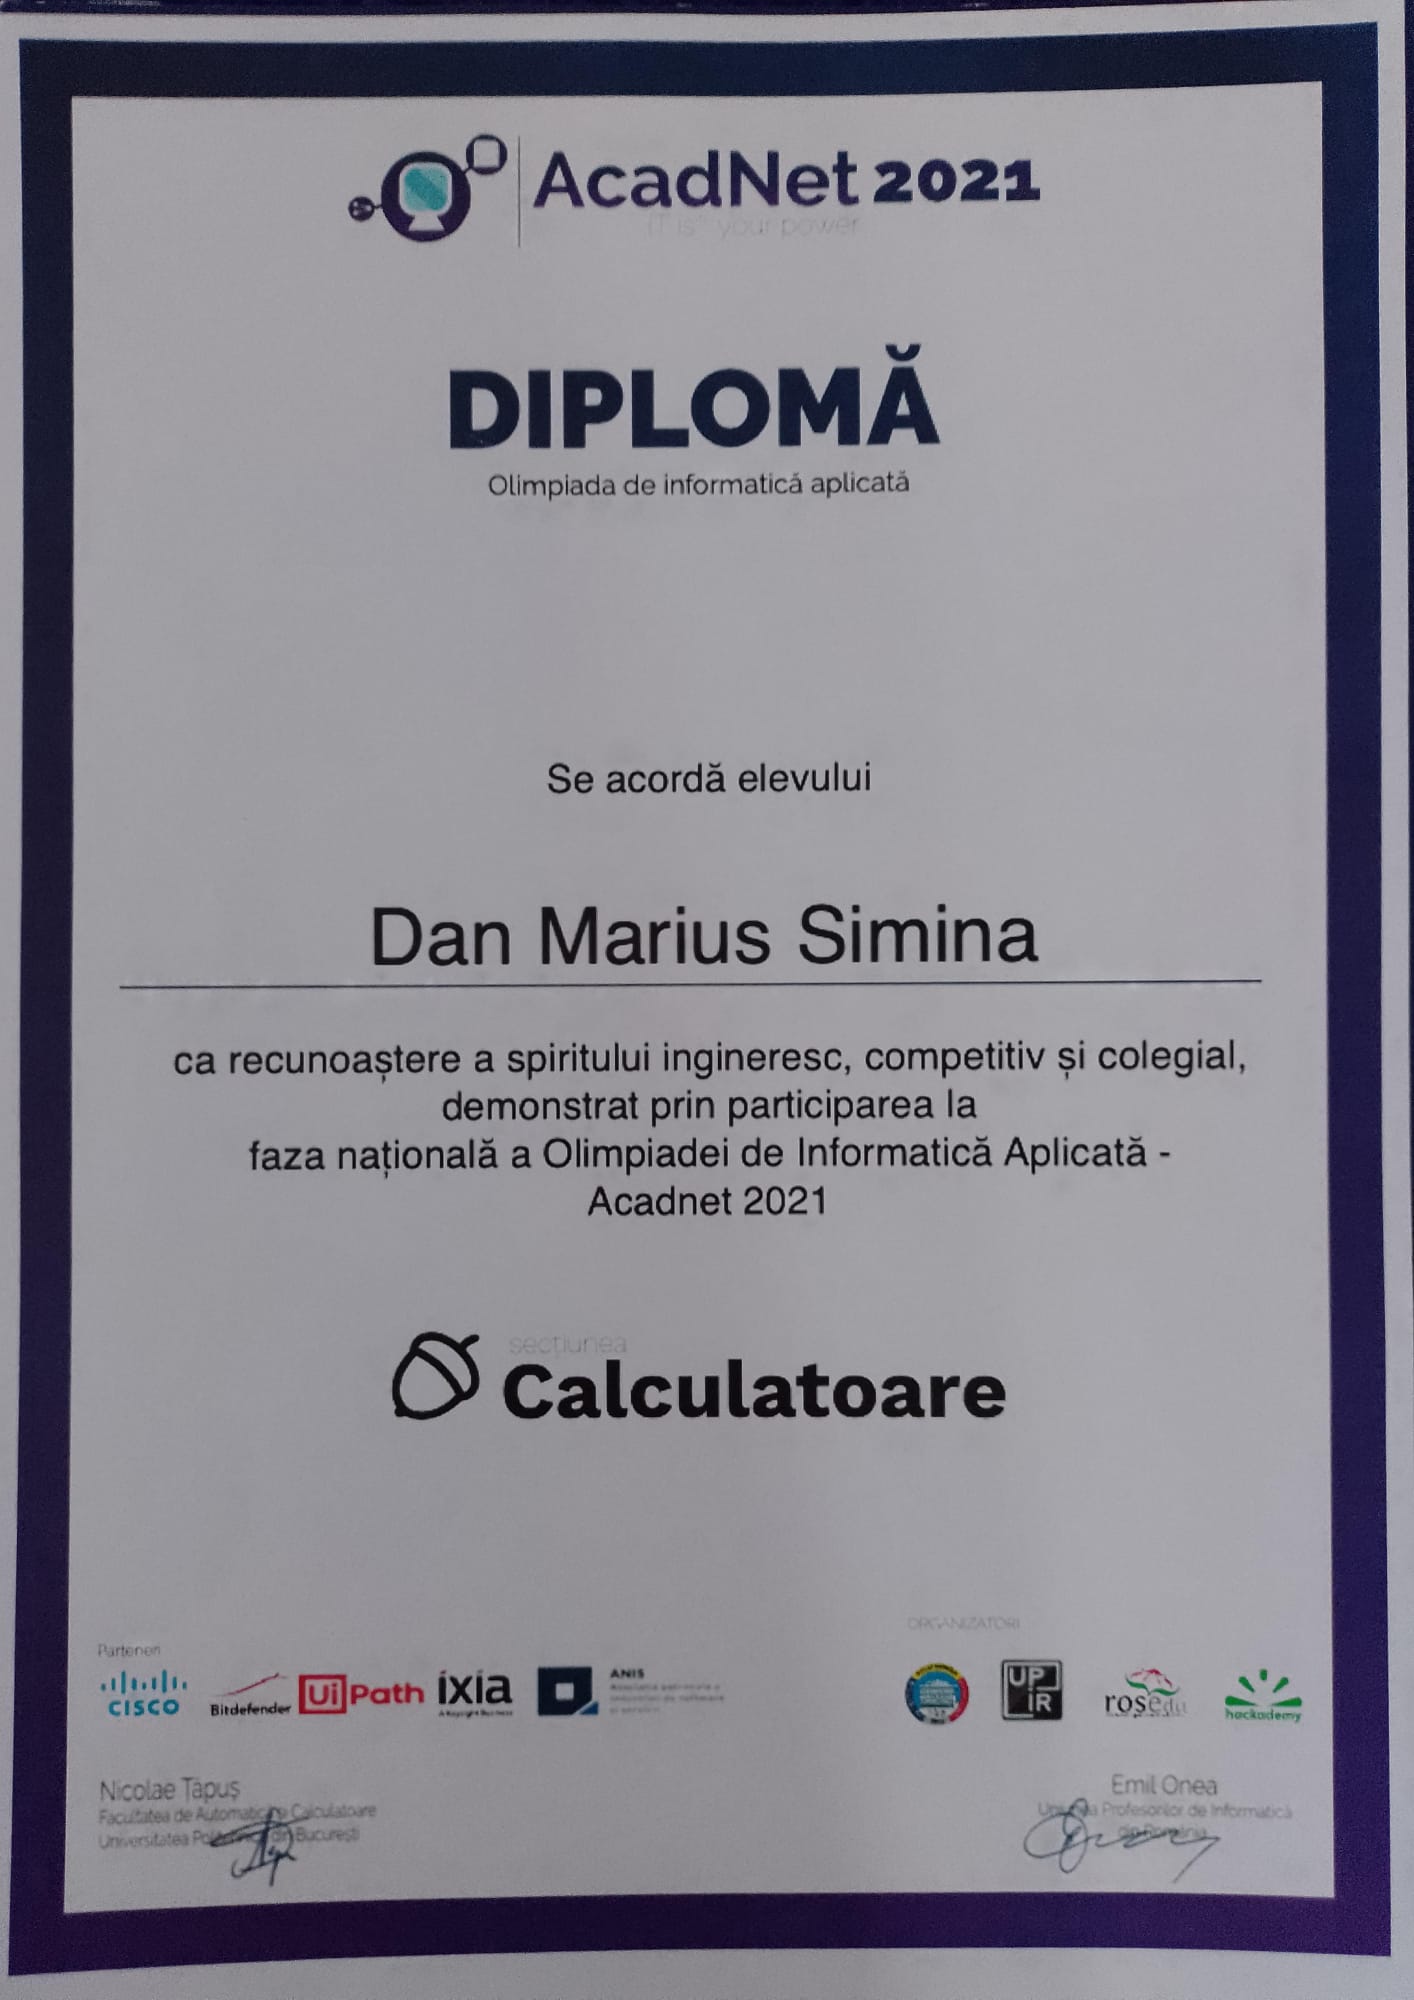 AcadNet 2021
IT is your power
DIPLOMĂ
Olimpiada de informatică aplicată
Se acordă elevului
Dan Marius Simina
ca recunoaștere a spiritului ingineresc, competitiv și colegial,
demonstrat prin participarea la
faza națională a Olimpiadei de Informatică Aplicată -
Acadnet 2021
secțiunea
Calculatoare
Parteneri
CISCO
Bitdefender
UiPath
ixia
A Keysight Business
ANIS
ORGANIZATORI
UPIR
roședu
hackademy
Nicolae Țăpuș
Facultatea de Automatică și Calculatoare
Universitatea Politehnica din București
Emil Onea
Uniunea Profesorilor de Informatică
din România